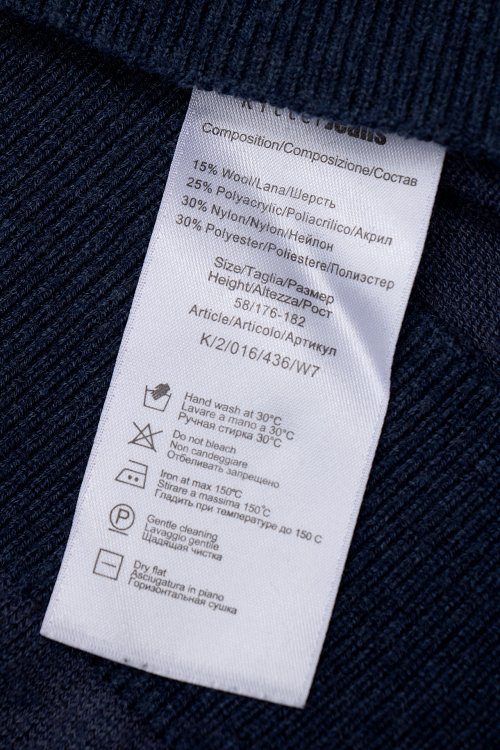 Jeans
Composition/Composizione/Состав
15% Wool/Lana/Шерсть
25% Polyacrylic/Poliacrilico/Акрил
30% Nylon/Nylon/Нейлон
30% Polyester/Poliestere/Полиэстер
Size/Taglia/Размер
Height/Altezza/Рост
58/176-182
Article/Articolo/Артикул
K/2/016/436/W7
Hand wash at 30°C
Lavare a mano a 30°C
Ручная стирка 30°C
Do not bleach
Non candeggiare
Отбеливать запрещено
Iron at max 150°C
Stirare a massima 150°C
Гладить при температуре до 150 C
P
Gentle cleaning
Lavaggio gentile
Щадящая чистка
Dry flat
Asciugatura in piano
Горизонтальная сушка